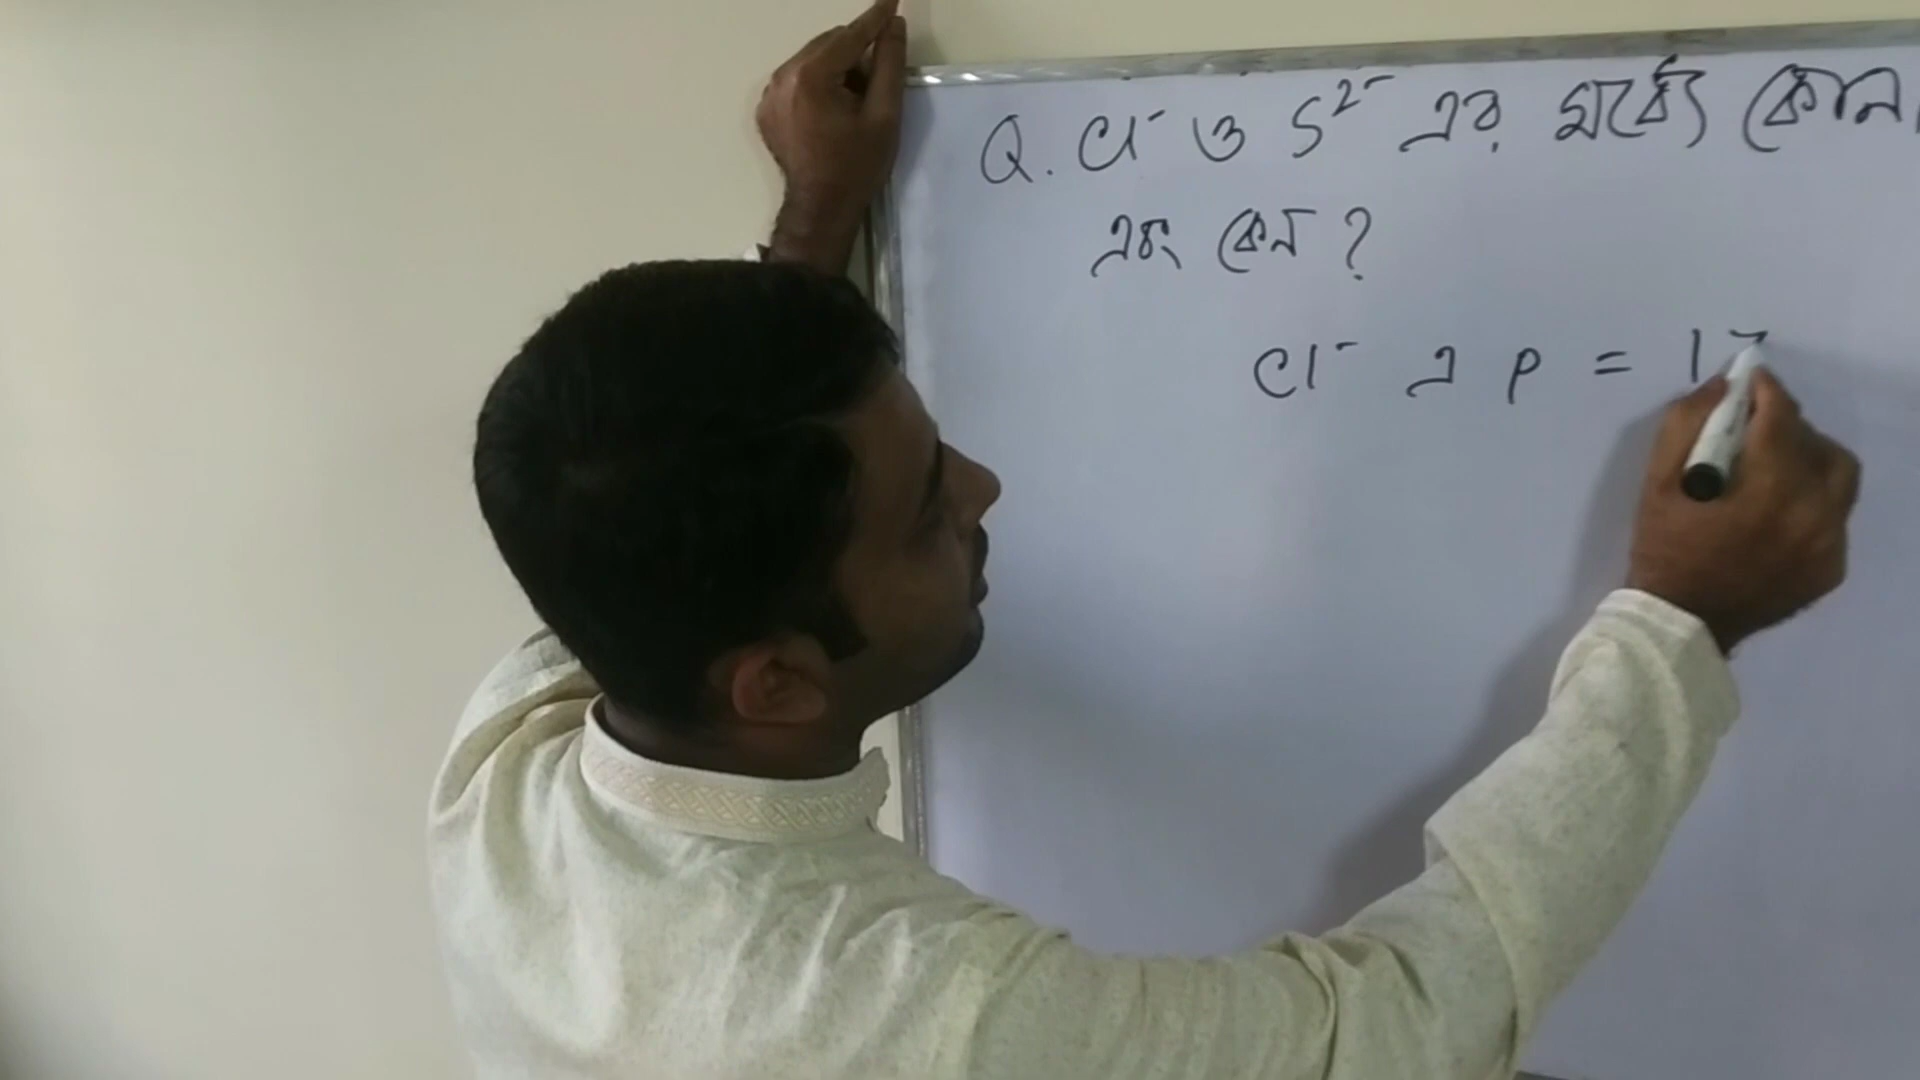 Q. Cl⁻ ও S²⁻ এর মধ্যে কোন
এবং কেন ?
Cl⁻ এ p = 17